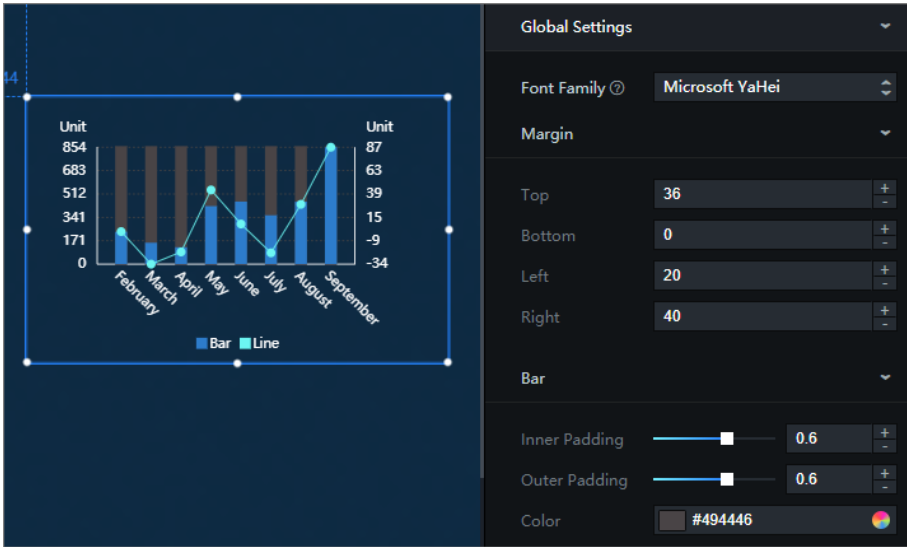 44
Unit
Unit
854
683
512
341
171
0
87
63
39
15
-9
-34
February
March
April
May
June
July
August
September
Bar
Line
Global Settings
Font Family ?
Microsoft YaHei
Margin
Top
36
+
-
Bottom
0
+
-
Left
20
+
-
Right
40
+
-
Bar
Inner Padding
0.6
+
-
Outer Padding
0.6
+
-
Color
#494446